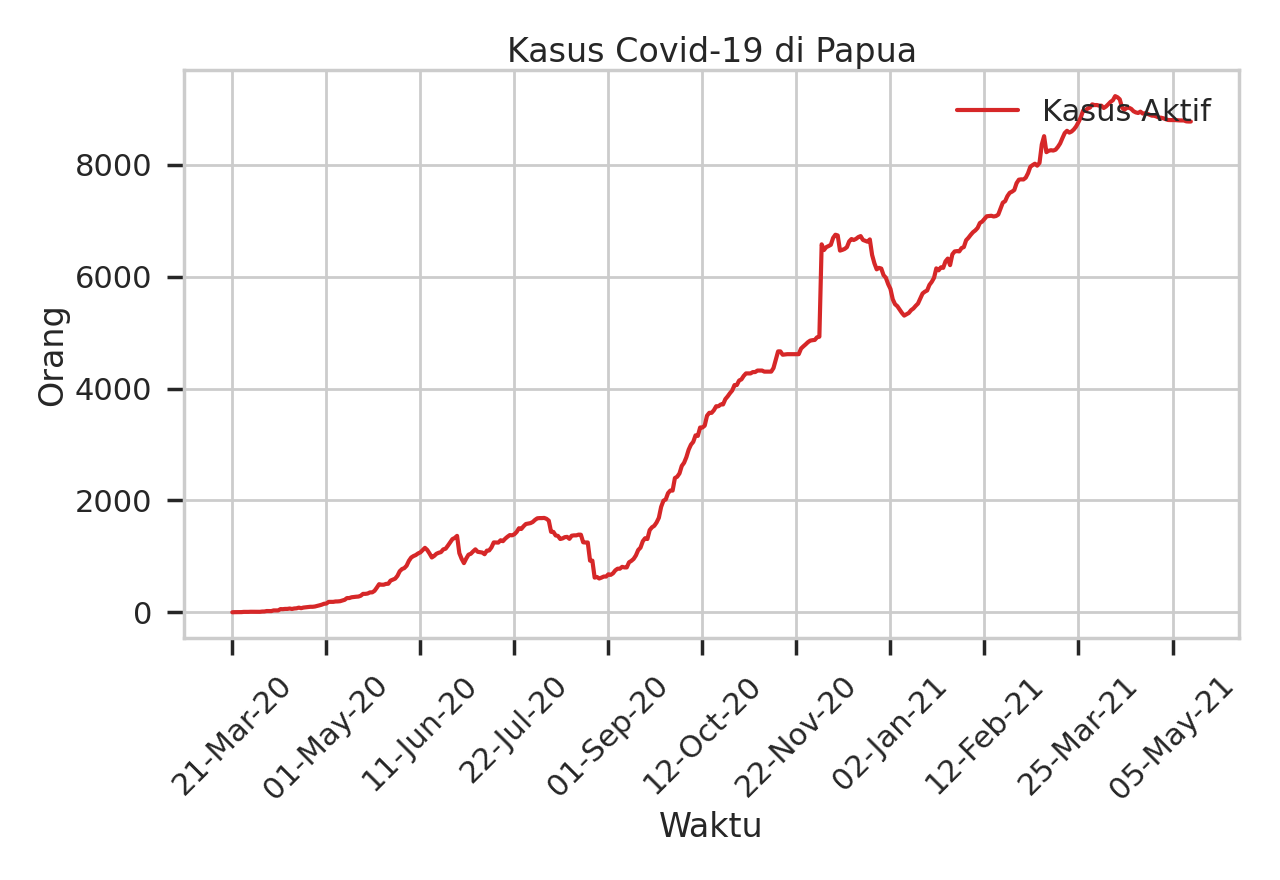 Kasus Covid-19 di Papua
Kasus Aktif
8000
6000
4000
2000
0
Orang
21-Mar-20
01-May-20
11-Jun-20
22-Jul-20
01-Sep-20
12-Oct-20
22-Nov-20
02-Jan-21
12-Feb-21
25-Mar-21
05-May-21
Waktu